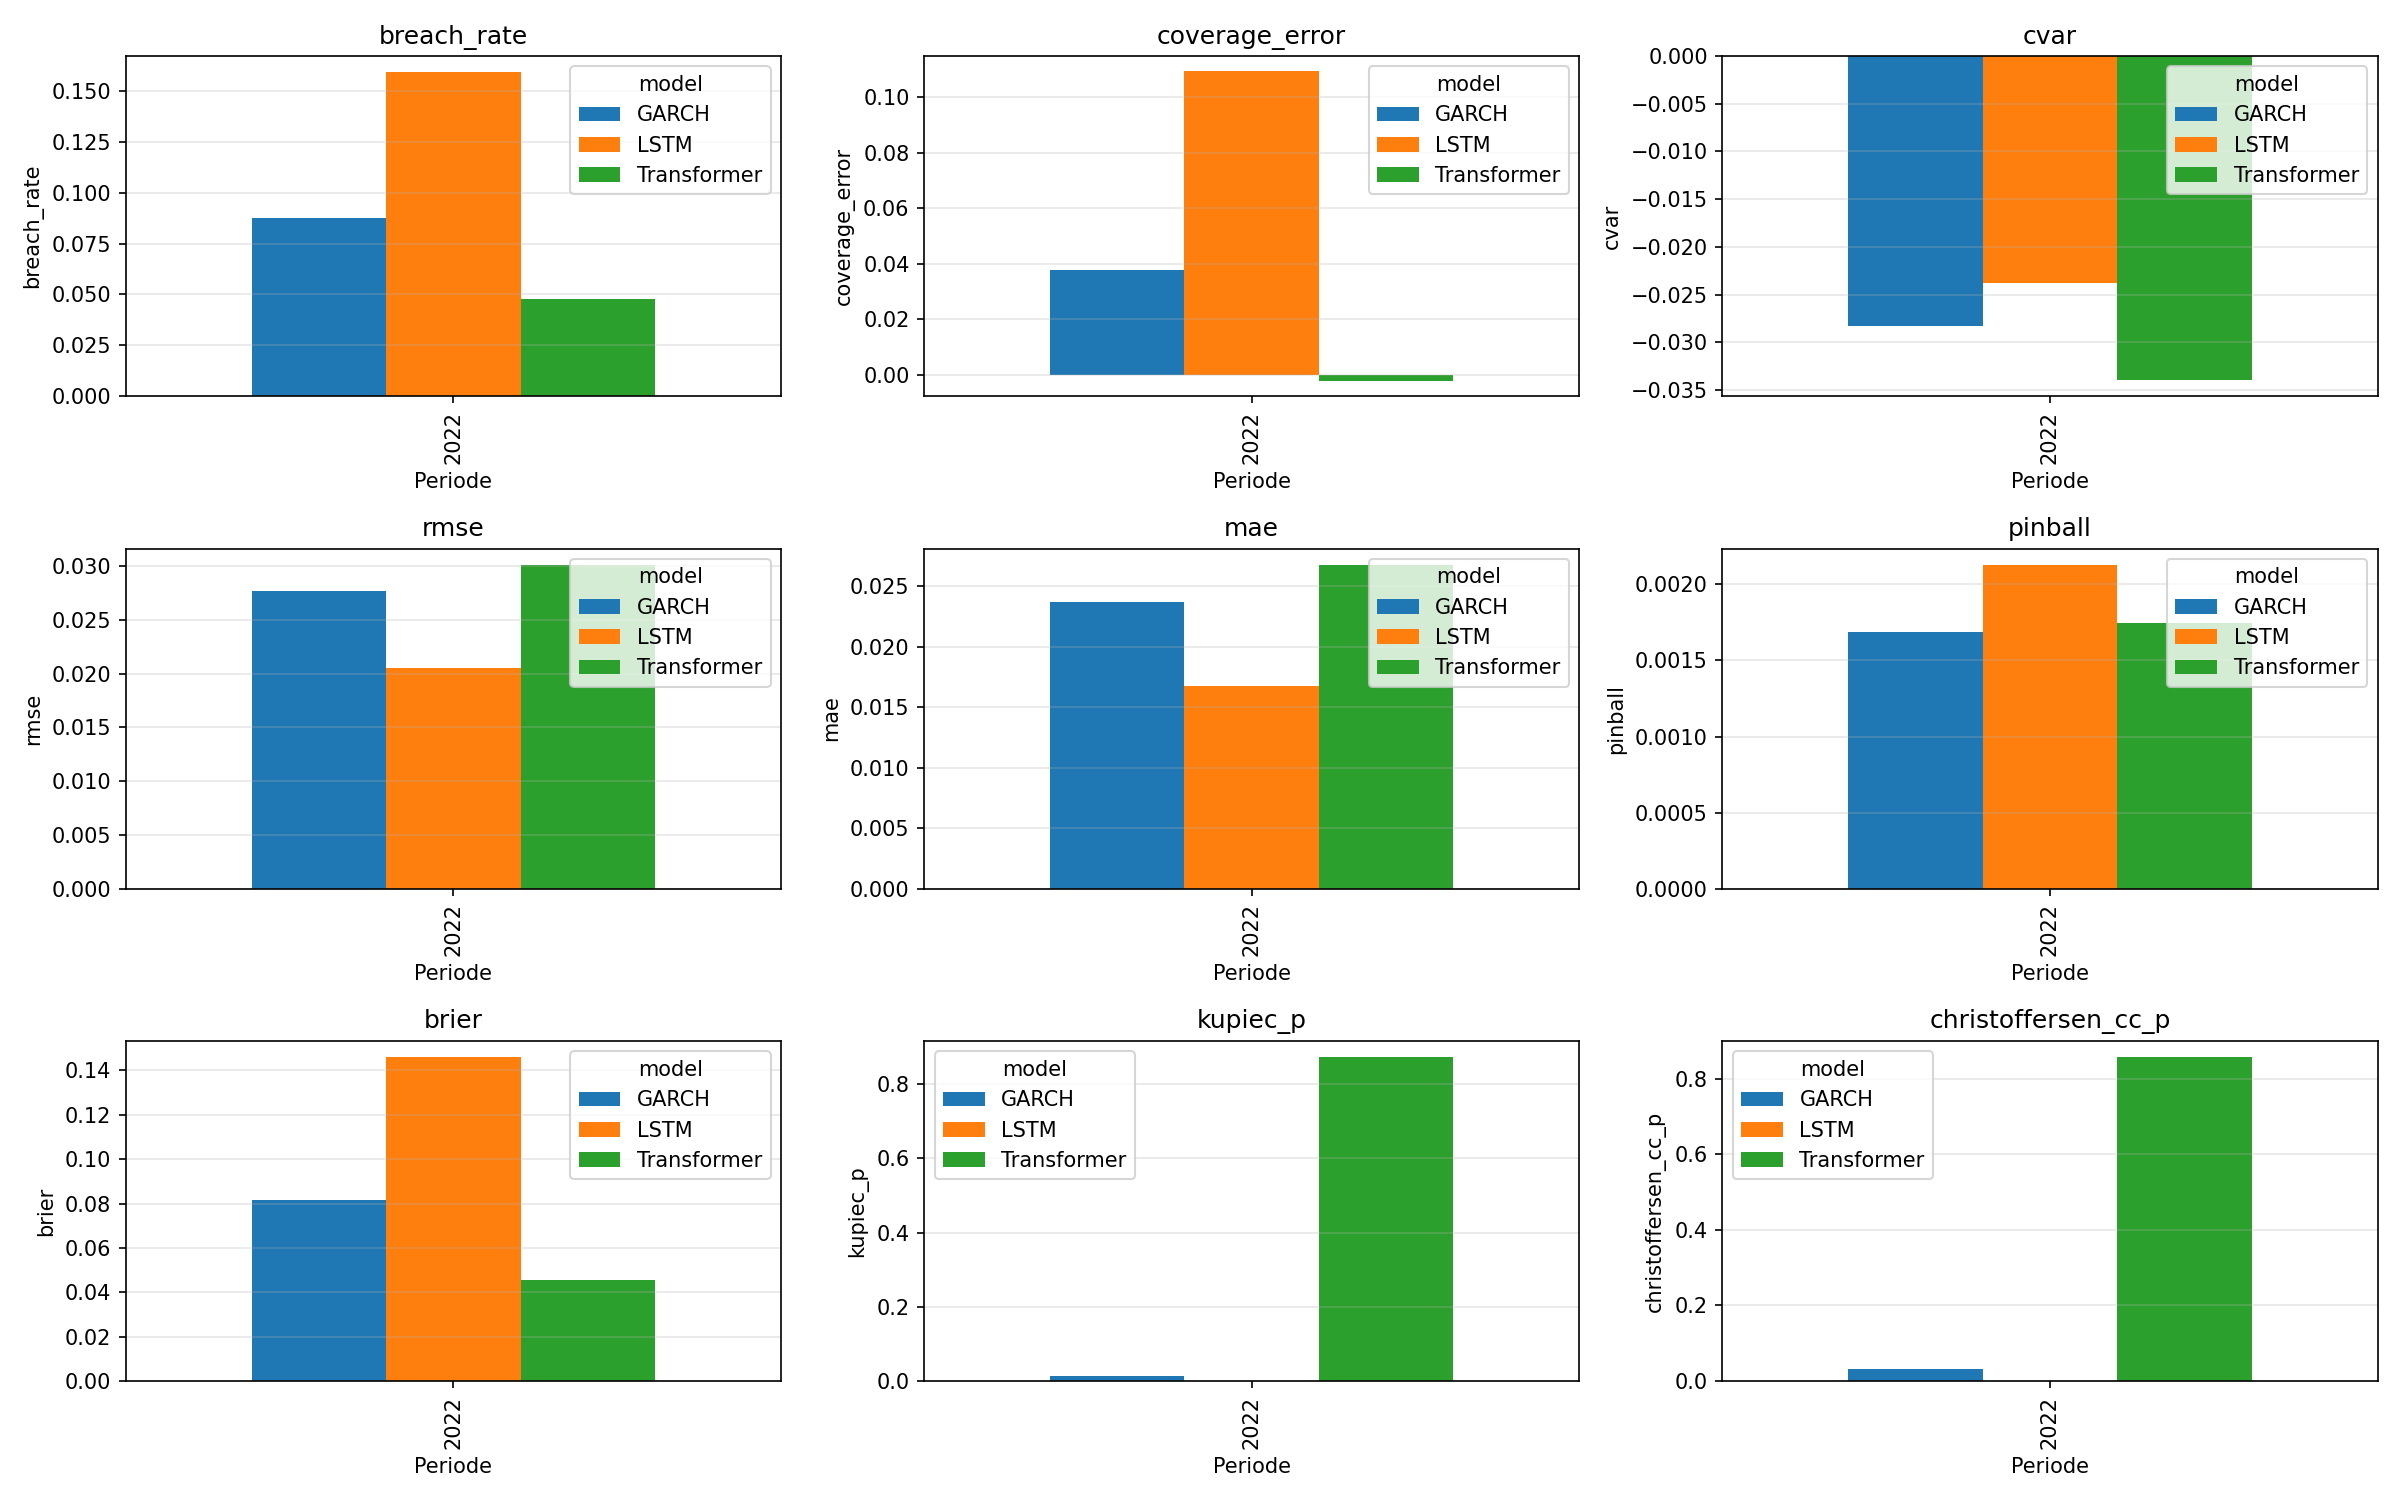 breach_rate
breach_rate
0.150
0.125
0.100
0.075
0.050
0.025
0.000
model
GARCH
LSTM
Transformer
2022
Periode
coverage_error
coverage_error
0.10
0.08
0.06
0.04
0.02
0.00
model
GARCH
LSTM
Transformer
2022
Periode
cvar
cvar
0.000
−0.005
−0.010
−0.015
−0.020
−0.025
−0.030
−0.035
model
GARCH
LSTM
Transformer
2022
Periode
rmse
rmse
0.030
0.025
0.020
0.015
0.010
0.005
0.000
model
GARCH
LSTM
Transformer
2022
Periode
mae
mae
0.025
0.020
0.015
0.010
0.005
0.000
model
GARCH
LSTM
Transformer
2022
Periode
pinball
pinball
0.0020
0.0015
0.0010
0.0005
0.0000
model
GARCH
LSTM
Transformer
2022
Periode
brier
brier
0.14
0.12
0.10
0.08
0.06
0.04
0.02
0.00
model
GARCH
LSTM
Transformer
2022
Periode
kupiec_p
kupiec_p
0.8
0.6
0.4
0.2
0.0
model
GARCH
LSTM
Transformer
2022
Periode
christoffersen_cc_p
christoffersen_cc_p
0.8
0.6
0.4
0.2
0.0
model
GARCH
LSTM
Transformer
2022
Periode